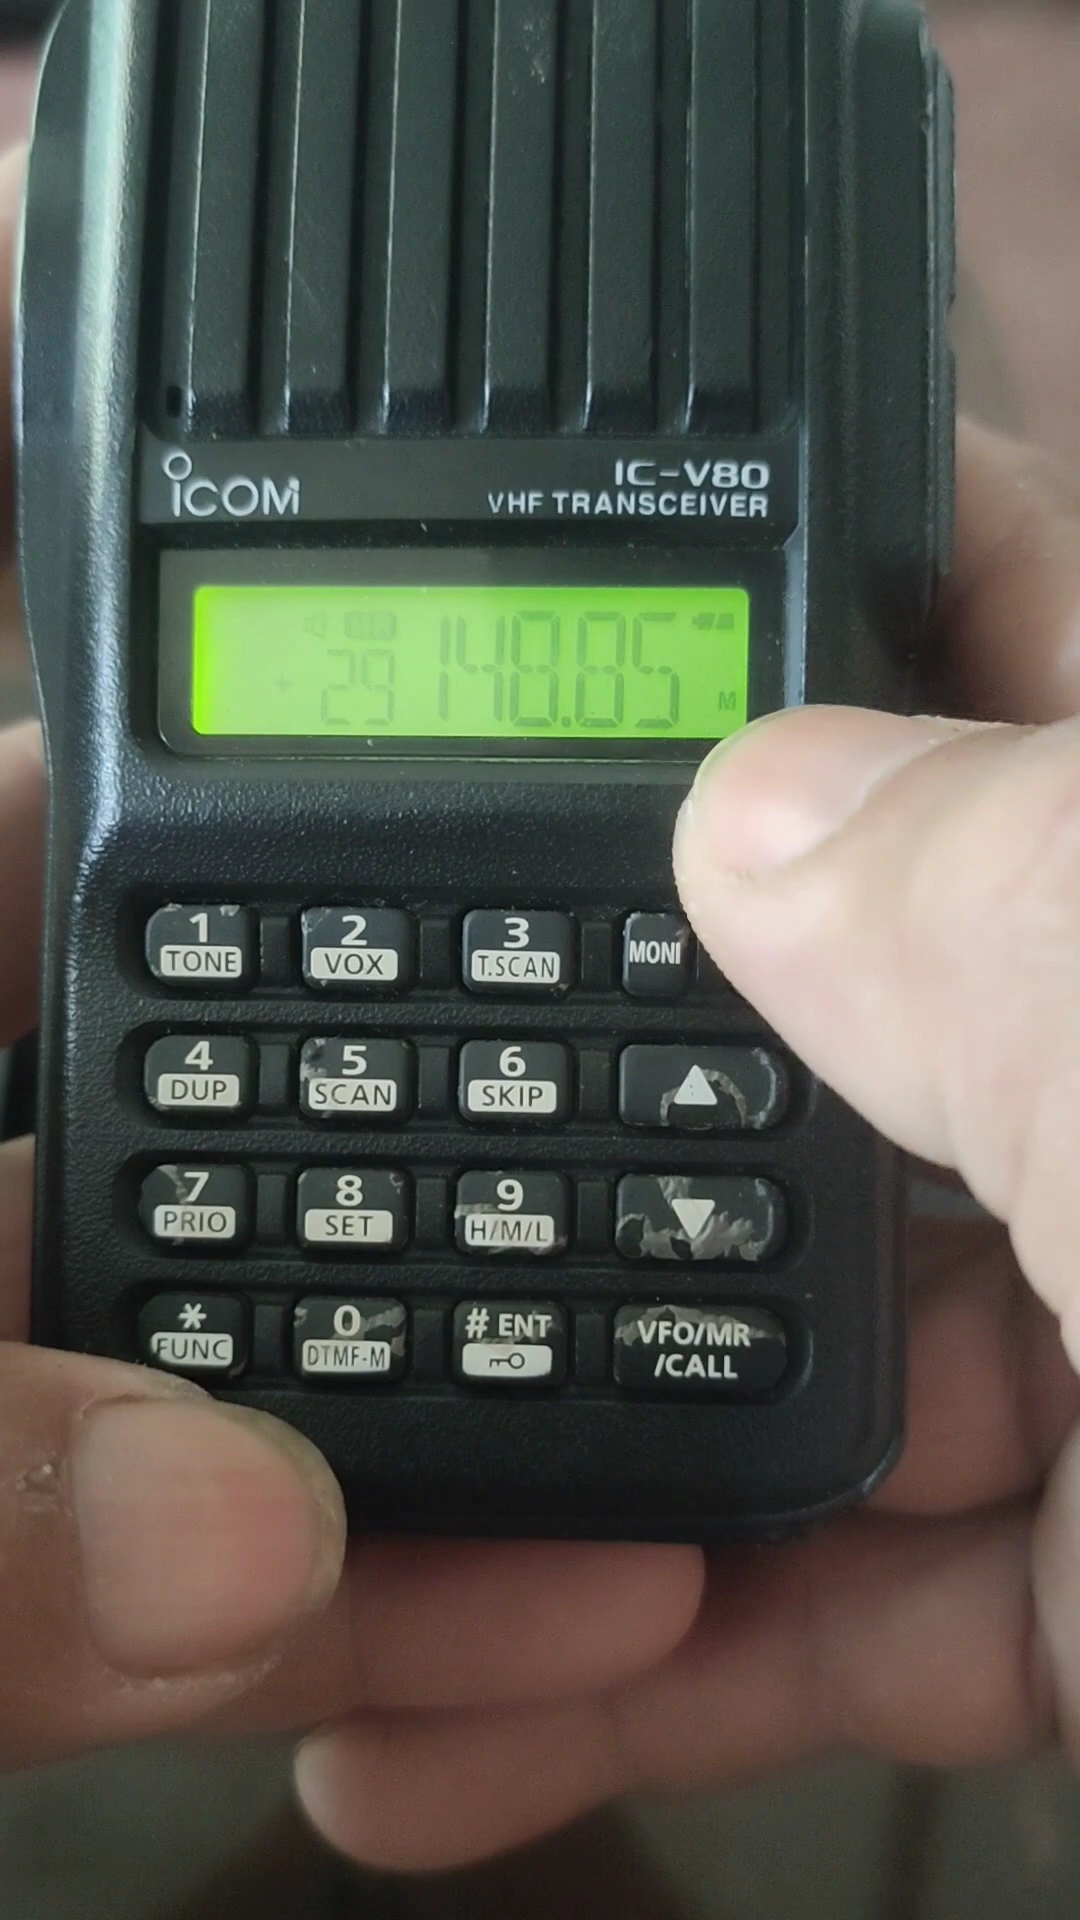 ICOM
IC-V80
VHF TRANSCEIVER
MR
+ 29 148.85 M
1 2 3 MONI
TONE VOX T.SCAN
4 5 6
DUP SCAN SKIP
7 8 9
PRIO SET H/M/L
* 0 # ENT VFO/MR
FUNC DTMF-M /CALL